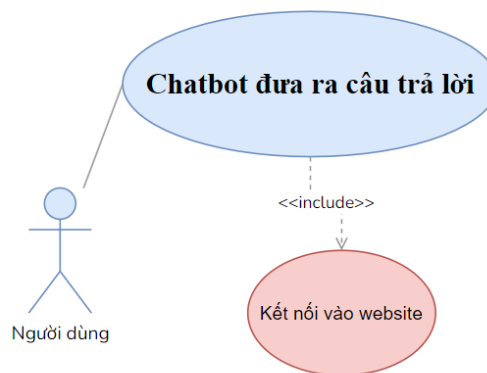 Chatbot đưa ra câu trả lời
<<include>>
Kết nối vào website
Người dùng